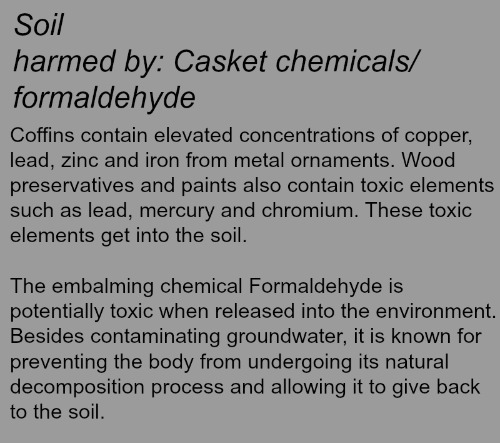 Soil
harmed by: Casket chemicals/
formaldehyde
Coffins contain elevated concentrations of copper,
lead, zinc and iron from metal ornaments. Wood
preservatives and paints also contain toxic elements
such as lead, mercury and chromium. These toxic
elements get into the soil.
The embalming chemical Formaldehyde is
potentially toxic when released into the environment.
Besides contaminating groundwater, it is known for
preventing the body from undergoing its natural
decomposition process and allowing it to give back
to the soil.